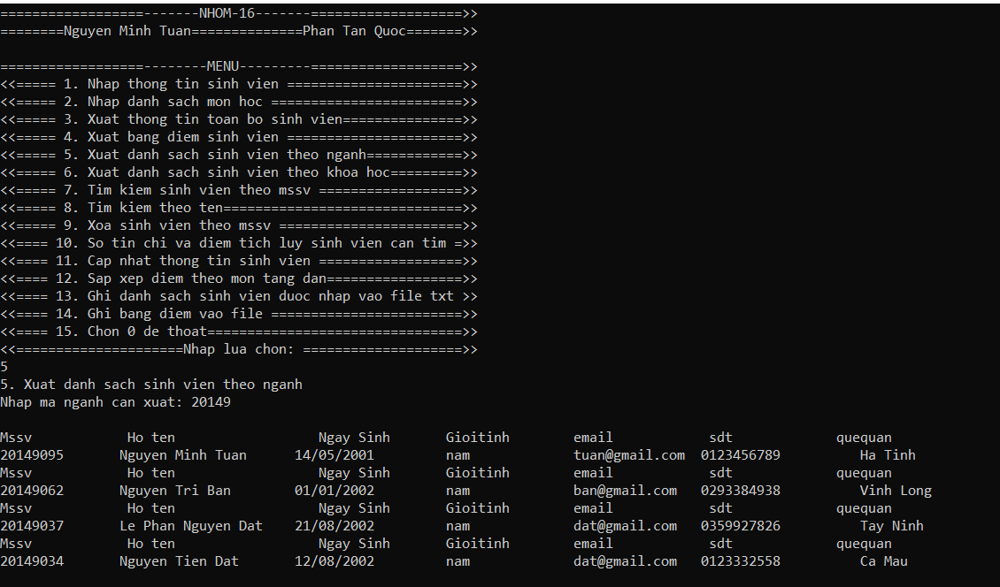 ==================-------NHOM-16-------===================>>
========Nguyen Minh Tuan==============Phan Tan Quoc=======>>
==================--------MENU---------===================>>
<<===== 1. Nhap thong tin sinh vien ======================>>
<<===== 2. Nhap danh sach mon hoc ========================>>
<<===== 3. Xuat thong tin toan bo sinh vien===============>>
<<===== 4. Xuat bang diem sinh vien ======================>>
<<===== 5. Xuat danh sach sinh vien theo nganh============>>
<<===== 6. Xuat danh sach sinh vien theo khoa hoc=========>>
<<===== 7. Tim kiem sinh vien theo mssv ==================>>
<<===== 8. Tim kiem theo ten==============================>>
<<===== 9. Xoa sinh vien theo mssv =======================>>
<<==== 10. So tin chi va diem tich luy sinh vien can tim =>>
<<==== 11. Cap nhat thong tin sinh vien ==================>>
<<==== 12. Sap xep diem theo mon tang dan=================>>
<<==== 13. Ghi danh sach sinh vien duoc nhap vao file txt >>
<<==== 14. Ghi bang diem vao file ========================>>
<<==== 15. Chon 0 de thoat================================>>
<<=====================Nhap lua chon: ====================>>
5
5. Xuat danh sach sinh vien theo nganh
Nhap ma nganh can xuat: 20149
Mssv            Ho ten                  Ngay Sinh       Gioitinh        email            sdt             quequan
20149095       Nguyen Minh Tuan      14/05/2001         nam             tuan@gmail.com  0123456789          Ha Tinh
Mssv            Ho ten                  Ngay Sinh       Gioitinh        email            sdt             quequan
20149062       Nguyen Tri Ban        01/01/2002         nam             ban@gmail.com   0293384938          Vinh Long
Mssv            Ho ten                  Ngay Sinh       Gioitinh        email            sdt             quequan
20149037       Le Phan Nguyen Dat    21/08/2002         nam             dat@gmail.com   0359927826          Tay Ninh
Mssv            Ho ten                  Ngay Sinh       Gioitinh        email            sdt             quequan
20149034       Nguyen Tien Dat       12/08/2002         nam             dat@gmail.com   0123332558          Ca Mau